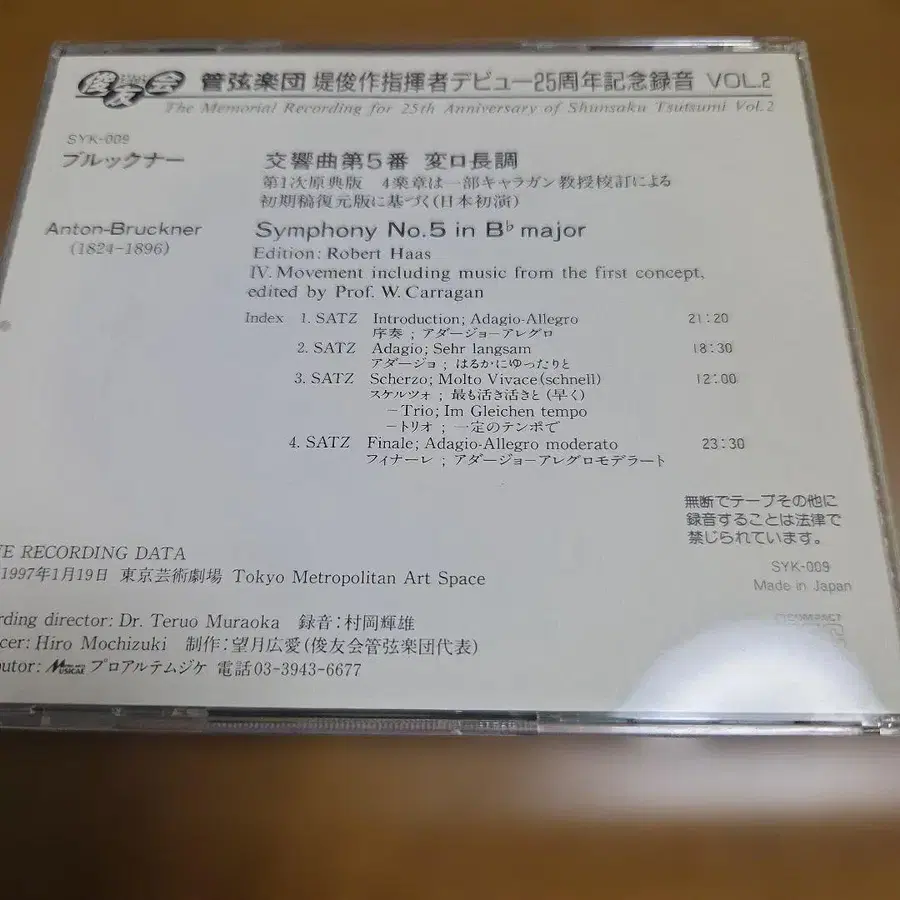 俊友会 管弦楽団 堤俊作指揮者デビュー25周年記念録音 VOL.2
The Memorial Recording for 25th Anniversary of Shunsaku Tsutsumi Vol.2
SYK-009
ブルックナー 交響曲第5番 変ロ長調
第1次原典版 4楽章は一部キャラガン教授校訂による
初期稿復元版に基づく(日本初演)
Anton-Bruckner Symphony No.5 in B♭ major
(1824-1896)
Edition: Robert Haas
IV. Movement including music from the first concept,
edited by Prof. W. Carragan
Index 1. SATZ Introduction; Adagio-Allegro 21:20
序奏 ; アダージョ-アレグロ
2. SATZ Adagio; Sehr langsam 18:30
アダージョ ; はるかにゆったりと
3. SATZ Scherzo; Molto Vivace(schnell) 12:00
スケルツォ ; 最も活き活きと(早く)
-Trio; Im Gleichen tempo
-トリオ ; 一定のテンポで
4. SATZ Finale; Adagio-Allegro moderato 23:30
フィナーレ ; アダージョ-アレグロモデラート
無断でテープその他に
録音することは法律で
禁じられています。
RECORDING DATA
1997年1月19日 東京芸術劇場 Tokyo Metropolitan Art Space
SYK-009
Made in Japan
COMPACT
rding director: Dr. Teruo Muraoka 録音:村岡輝雄
cer: Hiro Mochizuki 制作:望月広愛(俊友会管弦楽団代表)
butor: MUSICAE プロアルテムジケ 電話03-3943-6677